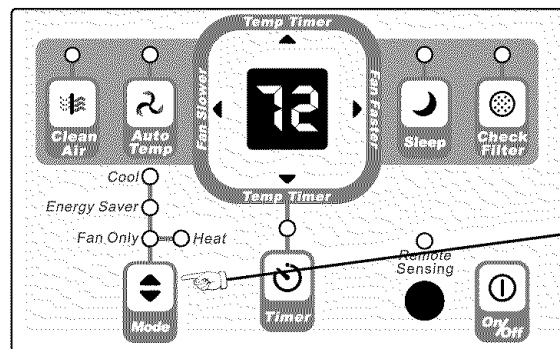 Temp Timer
Fan Slower
72
Fan Faster
Clean
Air
Auto
Temp
Sleep
Check
Filter
Temp Timer
Cool
Energy Saver
Fan Only
Heat
Remote
Sensing
Mode
Timer
On/Off